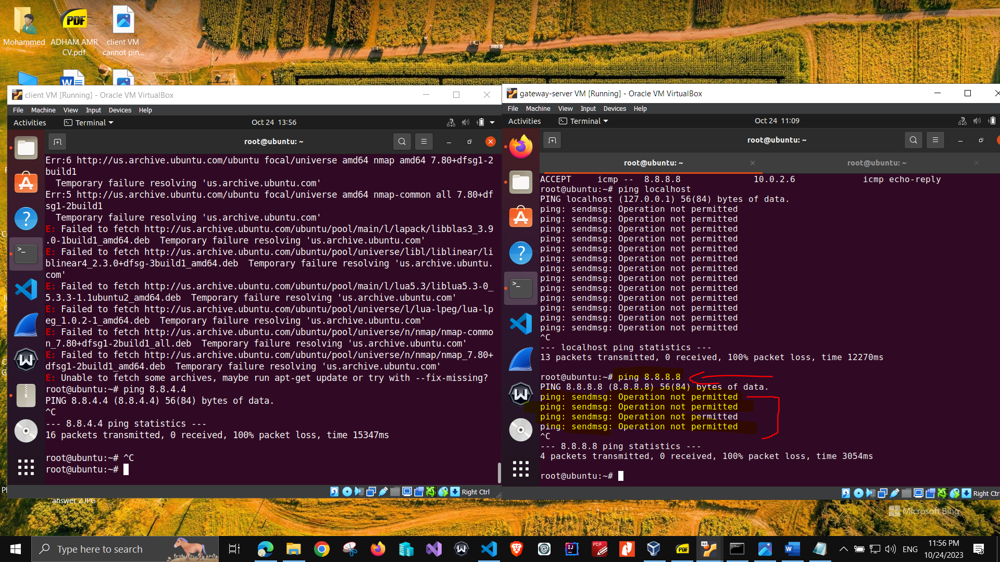 Mohammed
ADHAM AMR
CV.pdf
client VM
cannot pin...
PDF
client VM [Running] - Oracle VM VirtualBox
File Machine View Input Devices Help
Activities Terminal Oct 24 13:56
root@ubuntu: ~
Err:6 http://us.archive.ubuntu.com/ubuntu focal/universe amd64 nmap amd64 7.80+dfsg1-2
build1
Temporary failure resolving 'us.archive.ubuntu.com'
Err:5 http://us.archive.ubuntu.com/ubuntu focal/universe amd64 nmap-common all 7.80+df
sg1-2build1
Temporary failure resolving 'us.archive.ubuntu.com'
E: Failed to fetch http://us.archive.ubuntu.com/ubuntu/pool/main/l/lapack/libblas3_3.9
.0-1build1_amd64.deb Temporary failure resolving 'us.archive.ubuntu.com'
E: Failed to fetch http://us.archive.ubuntu.com/ubuntu/pool/universe/libl/liblinear/li
blinear4_2.3.0+dfsg-3build1_amd64.deb Temporary failure resolving 'us.archive.ubuntu.
com'
E: Failed to fetch http://us.archive.ubuntu.com/ubuntu/pool/main/l/lua5.3/liblua5.3-0_
5.3.3-1.1ubuntu2_amd64.deb Temporary failure resolving 'us.archive.ubuntu.com'
E: Failed to fetch http://us.archive.ubuntu.com/ubuntu/pool/universe/l/lua-lpeg/lua-lp
eg_1.0.2-1_amd64.deb Temporary failure resolving 'us.archive.ubuntu.com'
E: Failed to fetch http://us.archive.ubuntu.com/ubuntu/pool/universe/n/nmap/nmap-commo
n_7.80+dfsg1-2build1_all.deb Temporary failure resolving 'us.archive.ubuntu.com'
E: Failed to fetch http://us.archive.ubuntu.com/ubuntu/pool/universe/n/nmap/nmap_7.80+
dfsg1-2build1_amd64.deb Temporary failure resolving 'us.archive.ubuntu.com'
E: Unable to fetch some archives, maybe run apt-get update or try with --fix-missing?
root@ubuntu:~# ping 8.8.4.4
PING 8.8.4.4 (8.8.4.4) 56(84) bytes of data.
^C
--- 8.8.4.4 ping statistics ---
16 packets transmitted, 0 received, 100% packet loss, time 15347ms
root@ubuntu:~# ^C
root@ubuntu:~#
Right Ctrl
gateway-server VM [Running] - Oracle VM VirtualBox
File Machine View Input Devices Help
Activities Terminal Oct 24 11:09
root@ubuntu: ~
root@ubuntu: ~ root@ubuntu: ~
ACCEPT icmp -- 8.8.8.8 10.0.2.6 icmp echo-reply
root@ubuntu:~# ping localhost
PING localhost (127.0.0.1) 56(84) bytes of data.
ping: sendmsg: Operation not permitted
ping: sendmsg: Operation not permitted
ping: sendmsg: Operation not permitted
ping: sendmsg: Operation not permitted
ping: sendmsg: Operation not permitted
ping: sendmsg: Operation not permitted
ping: sendmsg: Operation not permitted
ping: sendmsg: Operation not permitted
ping: sendmsg: Operation not permitted
ping: sendmsg: Operation not permitted
ping: sendmsg: Operation not permitted
ping: sendmsg: Operation not permitted
ping: sendmsg: Operation not permitted
^C
--- localhost ping statistics ---
13 packets transmitted, 0 received, 100% packet loss, time 12270ms
root@ubuntu:~# ping 8.8.8.8
PING 8.8.8.8 (8.8.8.8) 56(84) bytes of data.
ping: sendmsg: Operation not permitted
ping: sendmsg: Operation not permitted
ping: sendmsg: Operation not permitted
ping: sendmsg: Operation not permitted
^C
--- 8.8.8.8 ping statistics ---
4 packets transmitted, 0 received, 100% packet loss, time 3054ms
root@ubuntu:~#
Right Ctr
answer 2JPG
Microsoft Bing
Type here to search
ENG
11:56 PM
10/24/2023